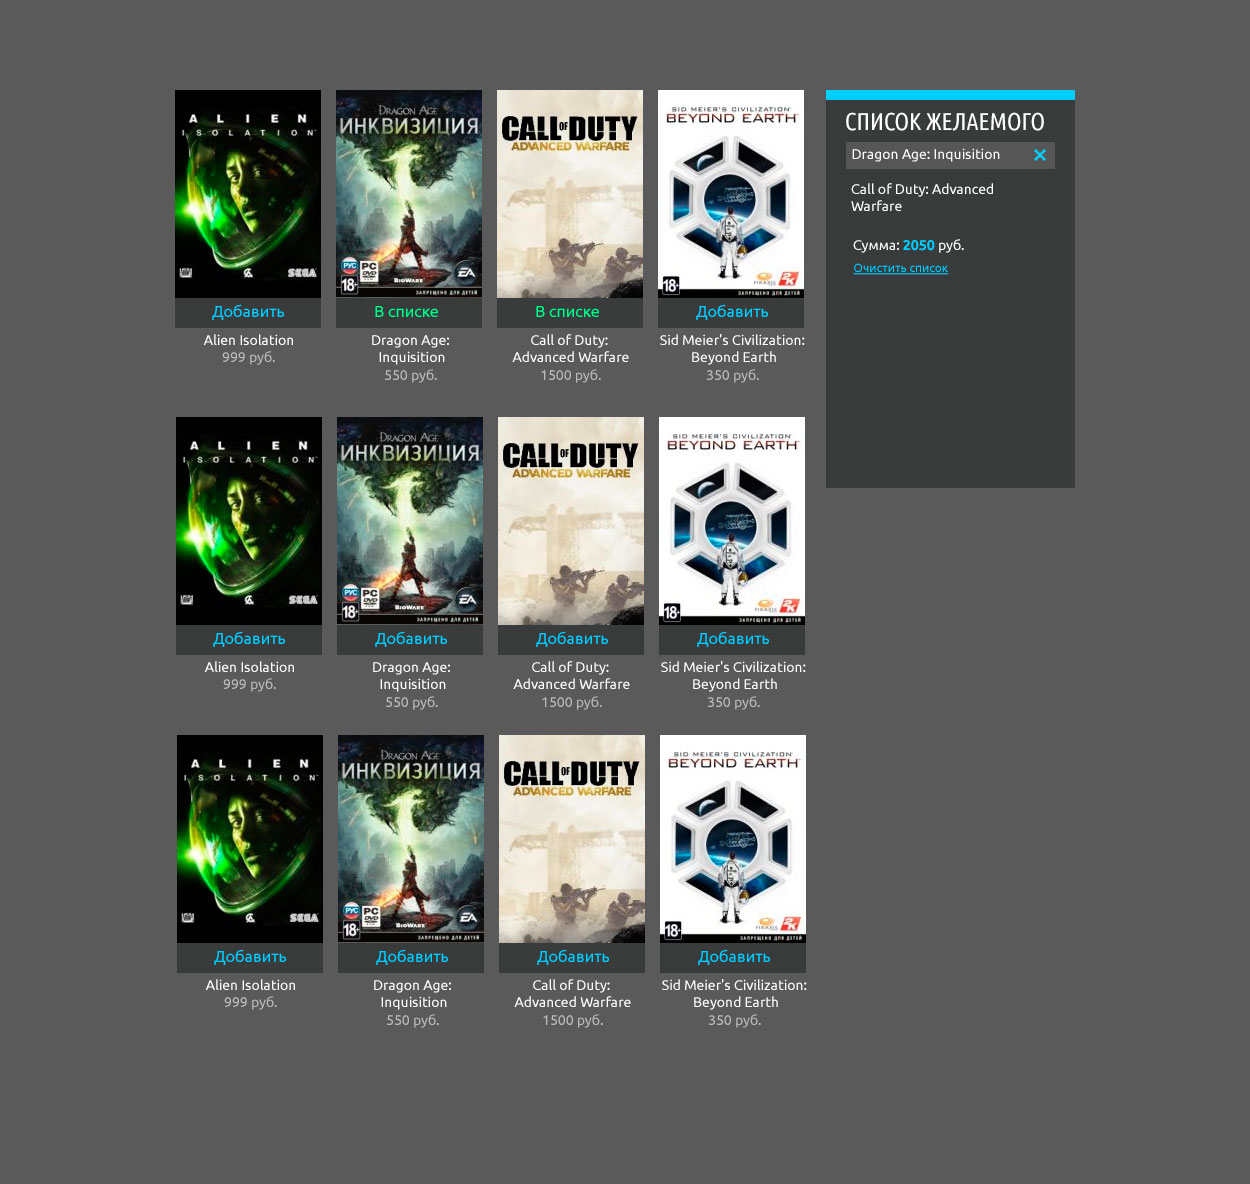 ALIEN
ISOLATION
SEGA
DRAGON AGE
ИНКВИЗИЦИЯ
РУС
PC
DVD
18+
BIOWARE
EA
ЗАПРЕЩЕНО ДЛЯ ДЕТЕЙ
CALL OF DUTY
ADVANCED WARFARE
SID MEIER'S CIVILIZATION
BEYOND EARTH
18+
FIRAXIS
2K
ЗАПРЕЩЕНО ДЛЯ ДЕТЕЙ
Добавить
В списке
В списке
Добавить
Alien Isolation
999 руб.
Dragon Age:
Inquisition
550 руб.
Call of Duty:
Advanced Warfare
1500 руб.
Sid Meier's Civilization:
Beyond Earth
350 руб.
СПИСОК ЖЕЛАЕМОГО
Dragon Age: Inquisition
Call of Duty: Advanced
Warfare
Сумма: 2050 руб.
Очистить список
ALIEN
ISOLATION
SEGA
DRAGON AGE
ИНКВИЗИЦИЯ
РУС
PC
DVD
18+
BIOWARE
EA
ЗАПРЕЩЕНО ДЛЯ ДЕТЕЙ
CALL OF DUTY
ADVANCED WARFARE
SID MEIER'S CIVILIZATION
BEYOND EARTH
18+
FIRAXIS
2K
ЗАПРЕЩЕНО ДЛЯ ДЕТЕЙ
Добавить
Добавить
Добавить
Добавить
Alien Isolation
999 руб.
Dragon Age:
Inquisition
550 руб.
Call of Duty:
Advanced Warfare
1500 руб.
Sid Meier's Civilization:
Beyond Earth
350 руб.
ALIEN
ISOLATION
SEGA
DRAGON AGE
ИНКВИЗИЦИЯ
РУС
PC
DVD
18+
BIOWARE
EA
ЗАПРЕЩЕНО ДЛЯ ДЕТЕЙ
CALL OF DUTY
ADVANCED WARFARE
SID MEIER'S CIVILIZATION
BEYOND EARTH
18+
FIRAXIS
2K
ЗАПРЕЩЕНО ДЛЯ ДЕТЕЙ
Добавить
Добавить
Добавить
Добавить
Alien Isolation
999 руб.
Dragon Age:
Inquisition
550 руб.
Call of Duty:
Advanced Warfare
1500 руб.
Sid Meier's Civilization:
Beyond Earth
350 руб.